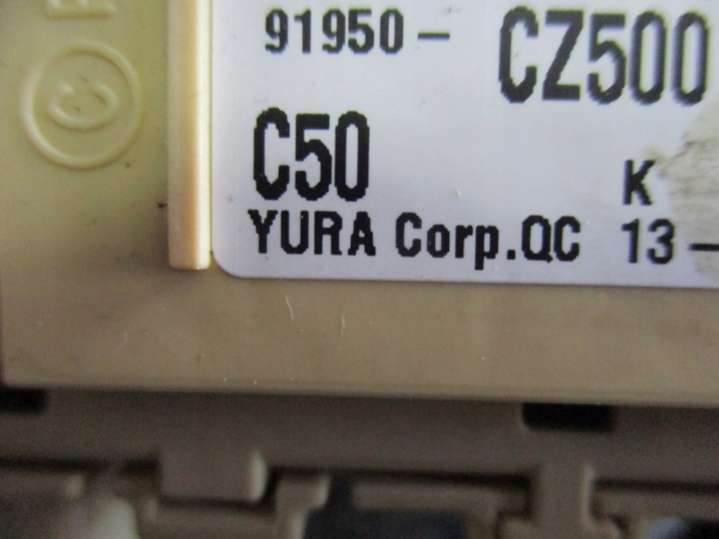 91950- CZ500
C50 K
YURA Corp.QC 13-
C